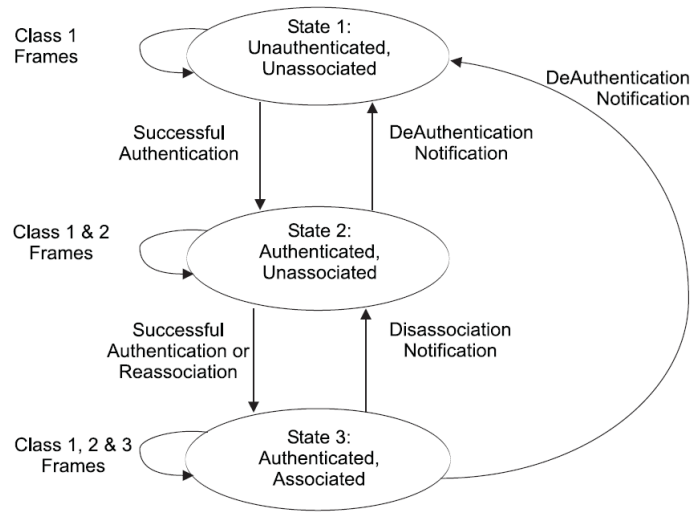 Class 1
Frames
State 1:
Unauthenticated,
Unassociated
DeAuthentication
Notification
Successful
Authentication
DeAuthentication
Notification
Class 1 & 2
Frames
State 2:
Authenticated,
Unassociated
Successful
Authentication or
Reassociation
Disassociation
Notification
Class 1, 2 & 3
Frames
State 3:
Authenticated,
Associated